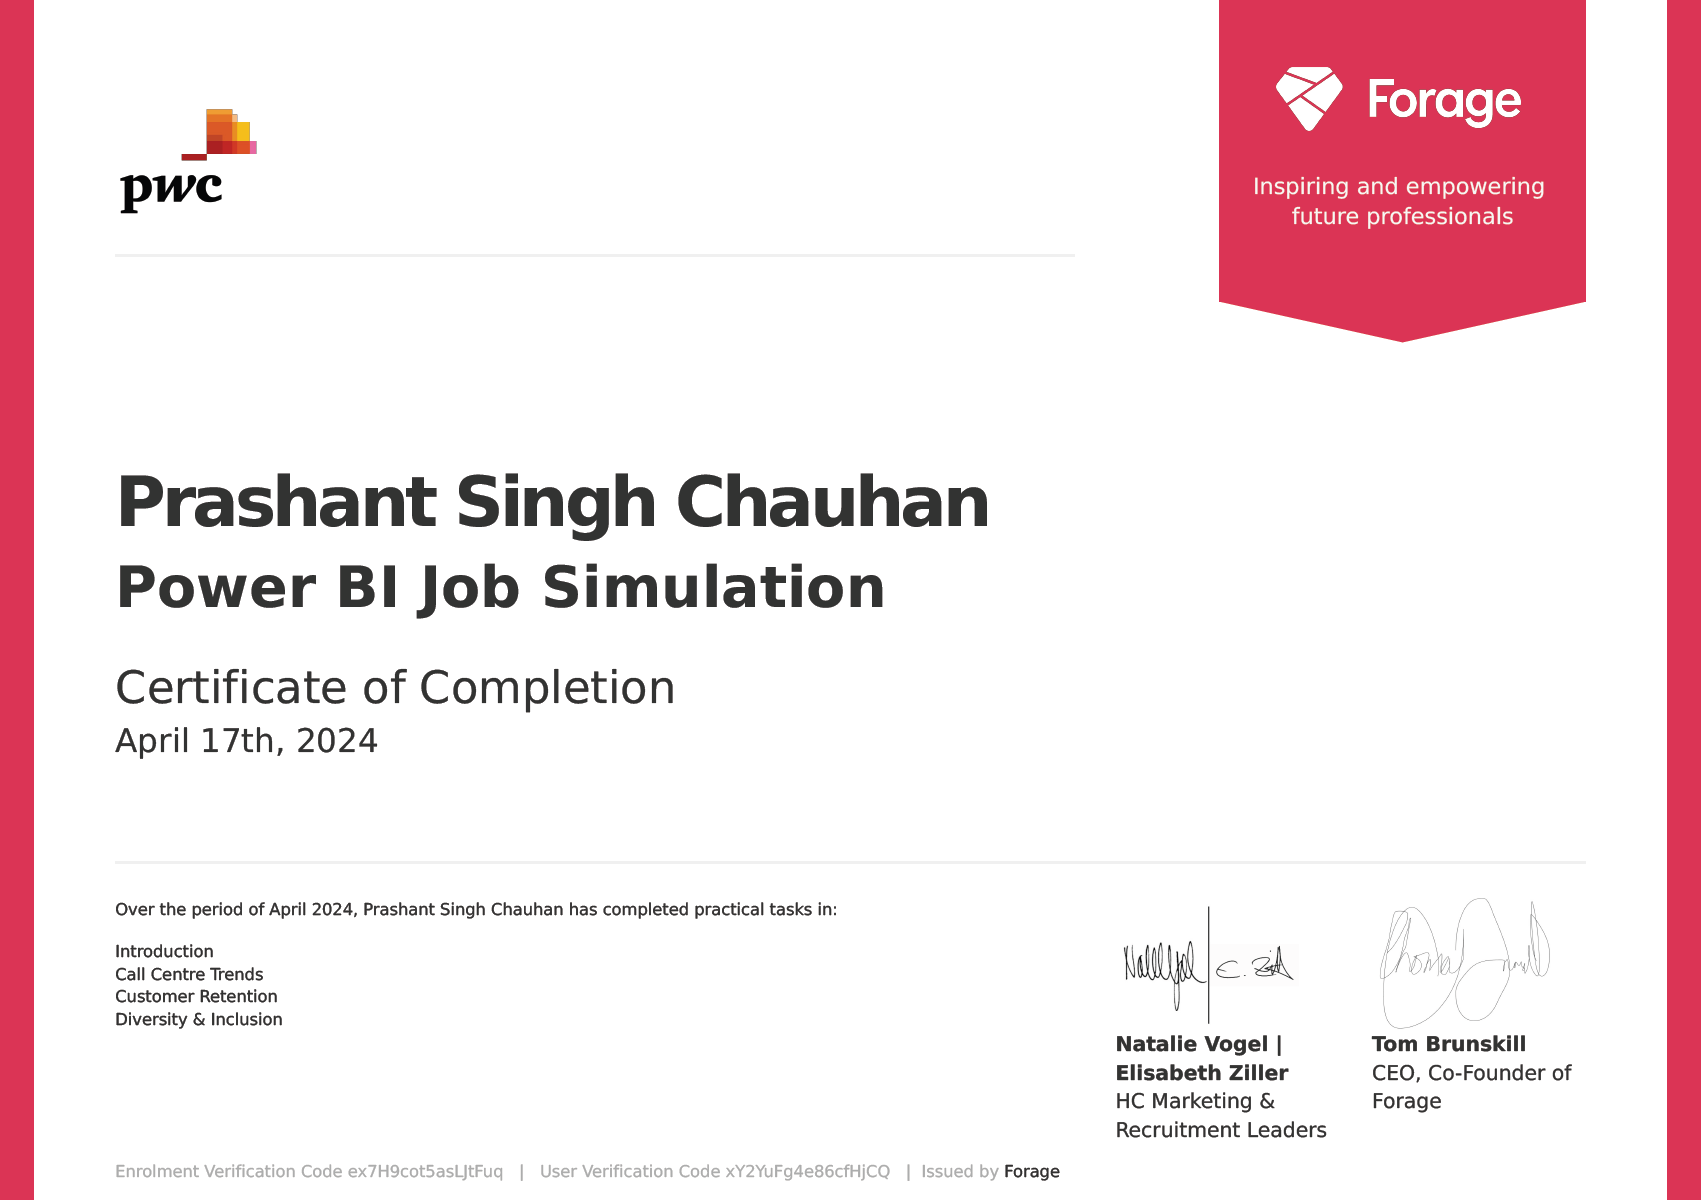 pwc
Forage
Inspiring and empowering
future professionals
Prashant Singh Chauhan
Power BI Job Simulation
Certificate of Completion
April 17th, 2024
Over the period of April 2024, Prashant Singh Chauhan has completed practical tasks in:
Introduction
Call Centre Trends
Customer Retention
Diversity & Inclusion
E. Zill
Natalie Vogel |
Elisabeth Ziller
HC Marketing &
Recruitment Leaders
Tom Brunskill
CEO, Co-Founder of
Forage
Enrolment Verification Code ex7H9cot5asLJtFuq | User Verification Code xY2YuFg4e86cfHjCQ | Issued by Forage